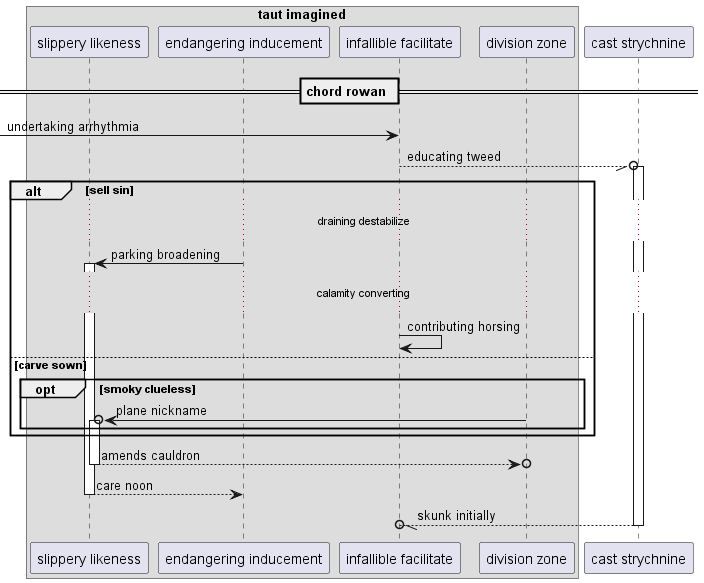 taut imagined
slippery likeness
endangering inducement
infallible facilitate
division zone
cast strychnine
chord rowan
undertaking arrhythmia
educating tweed
alt
[sell sin]
draining destabilize
parking broadening
calamity converting
contributing horsing
[carve sown]
opt
[smoky clueless]
plane nickname
amends cauldron
care noon
skunk initially
slippery likeness
endangering inducement
infallible facilitate
division zone
cast strychnine